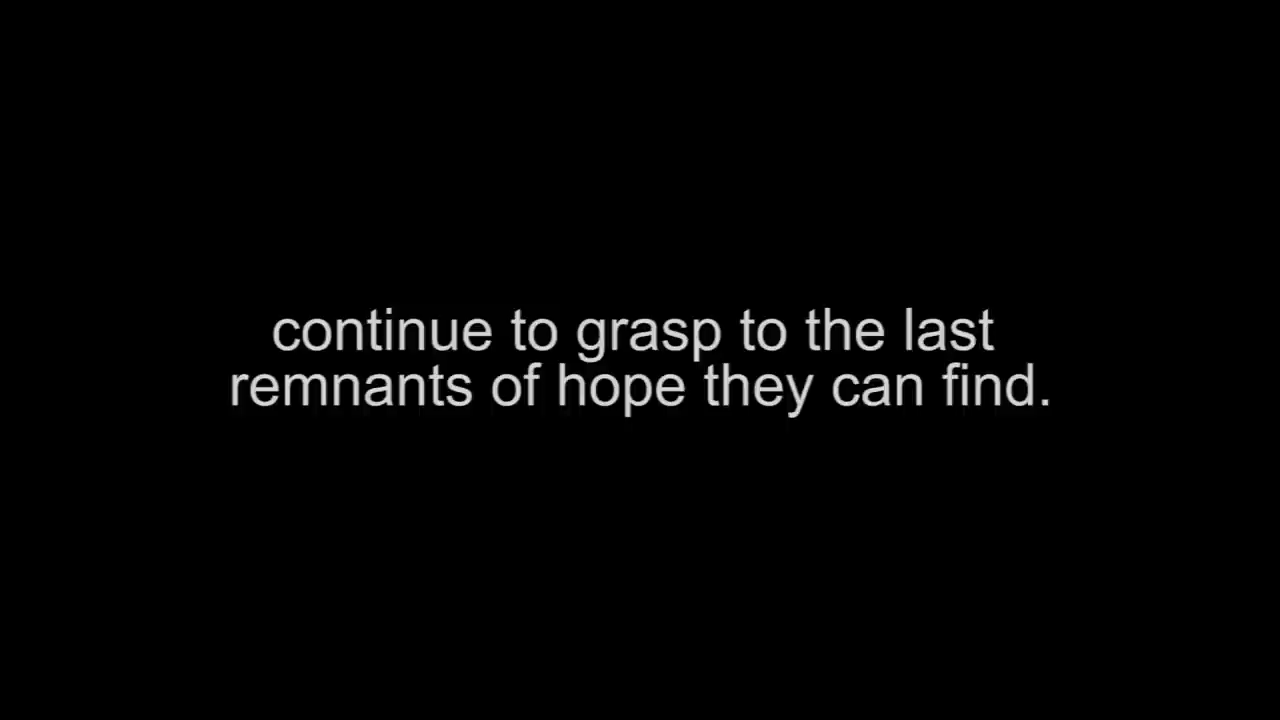 continue to grasp to the last
remnants of hope they can find.